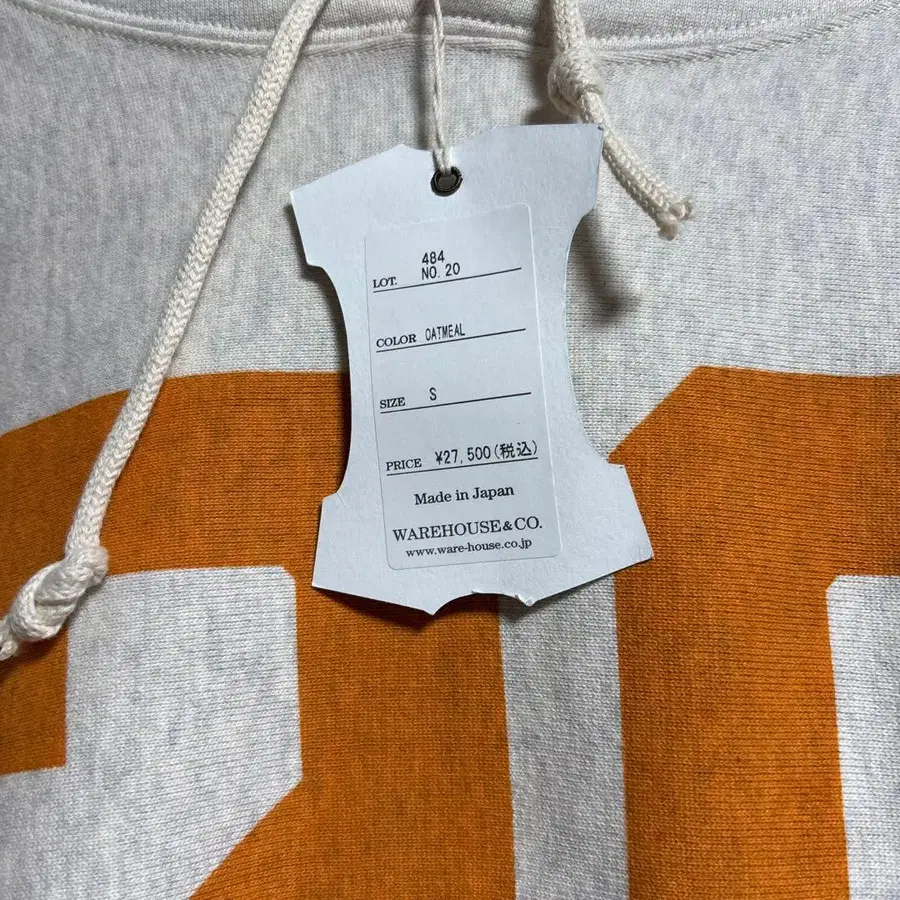 484
LOT. NO. 20
COLOR OATMEAL
SIZE S
PRICE ¥27,500(税込)
Made in Japan
WAREHOUSE&CO.
www.ware-house.co.jp
20